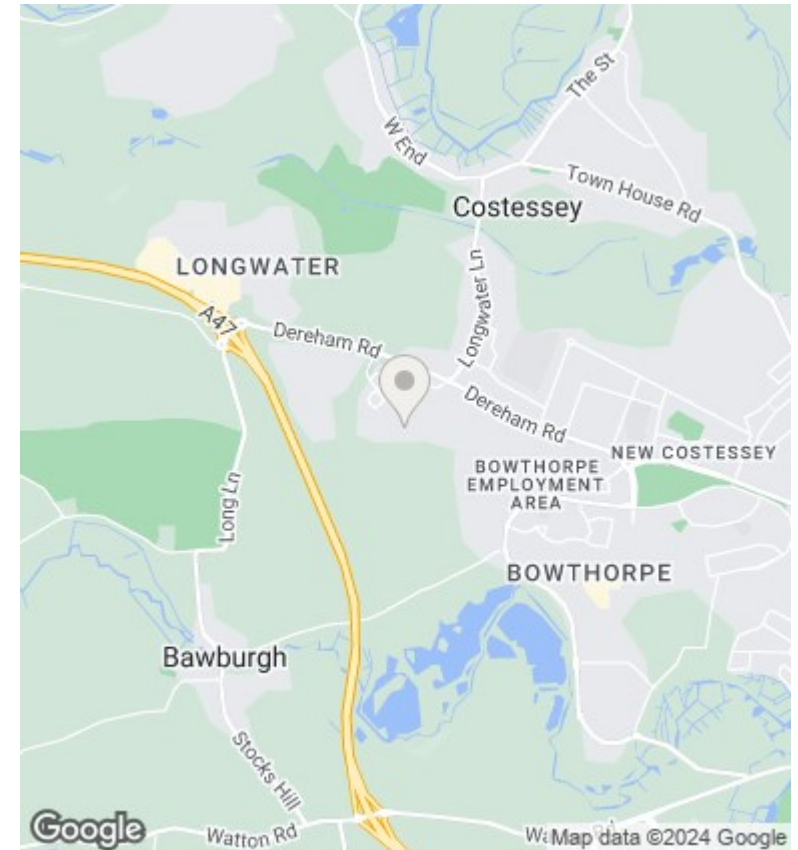 The St
W End
Town House Rd
Costessey
LONGWATER
Longwater Ln
A47
Dereham Rd
Dereham Rd
NEW COSTESSEY
BOWTHORPE
EMPLOYMENT
AREA
Long Ln
BOWTHORPE
Bawburgh
Stocks Hill
Google
Watton Rd
Map data ©2024 Google